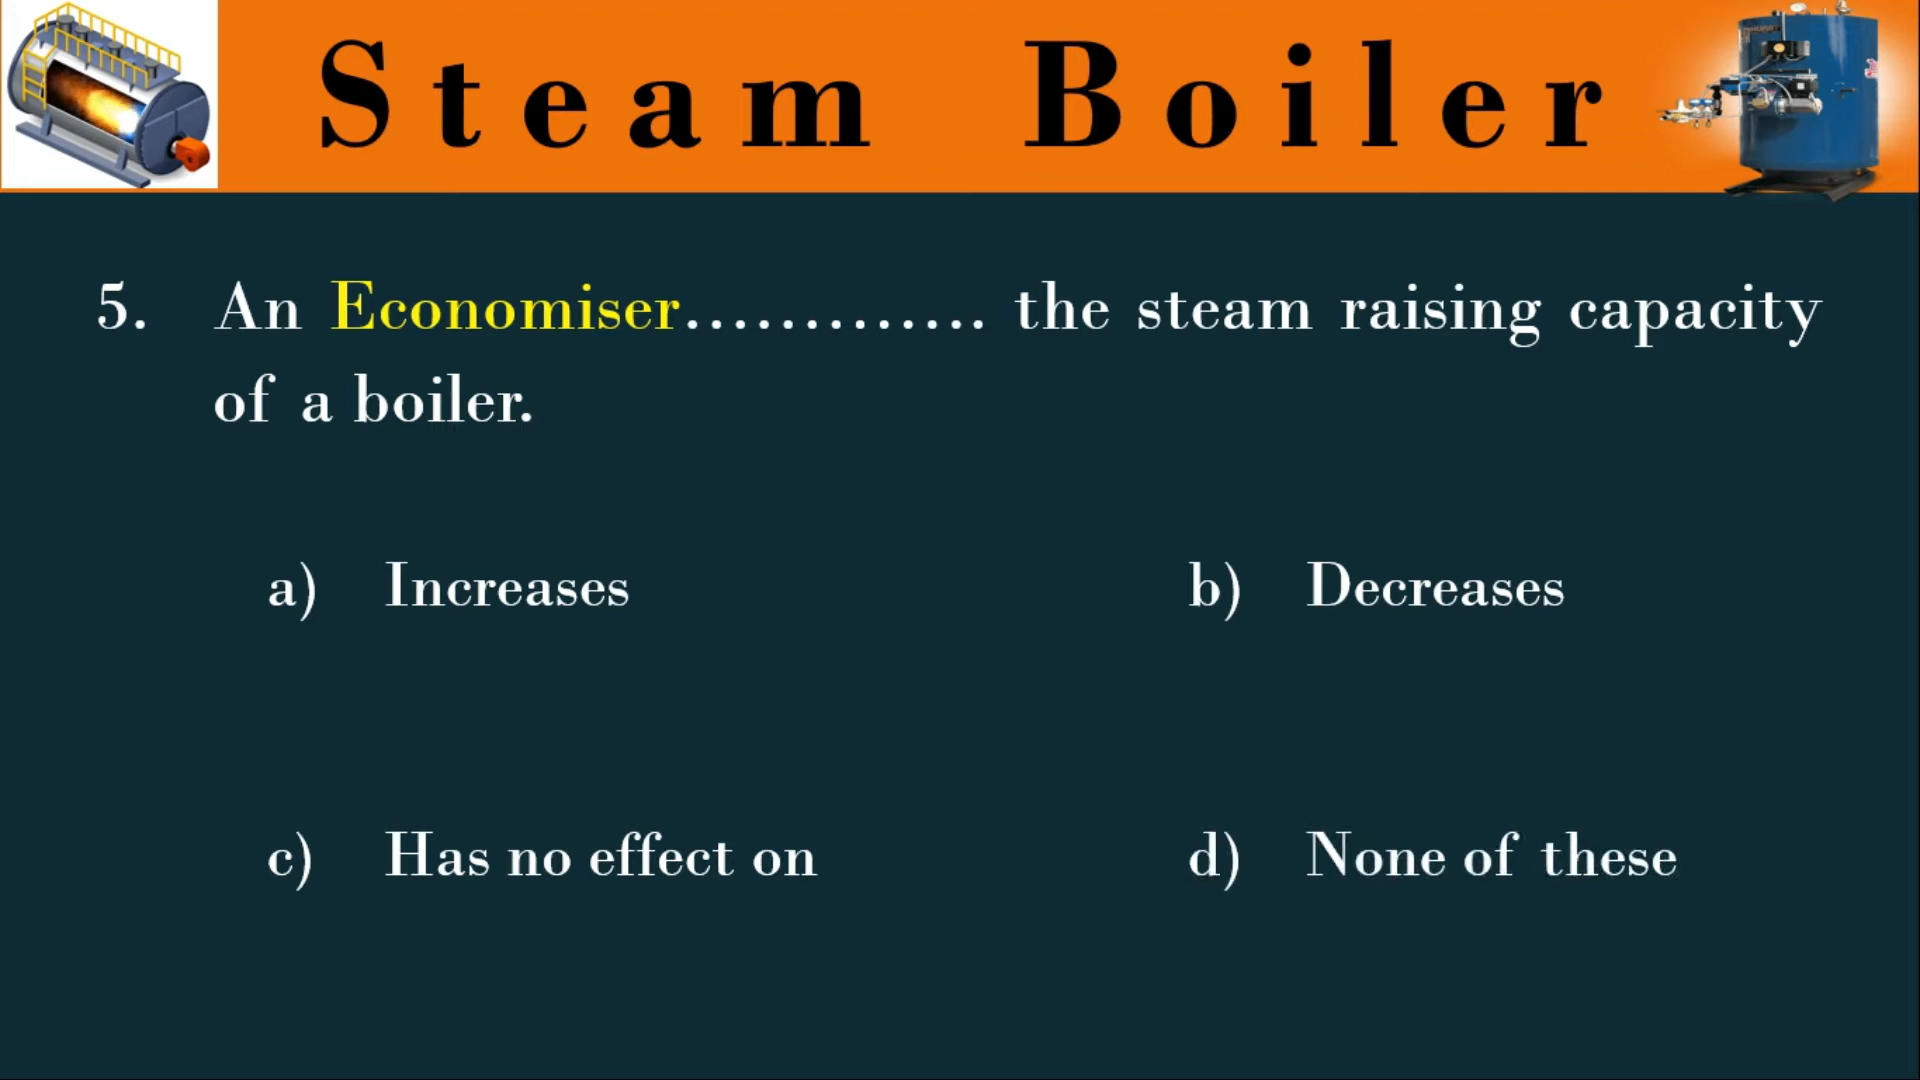 Steam Boiler
5. An Economiser............. the steam raising capacity
of a boiler.
a) Increases
b) Decreases
c) Has no effect on
d) None of these